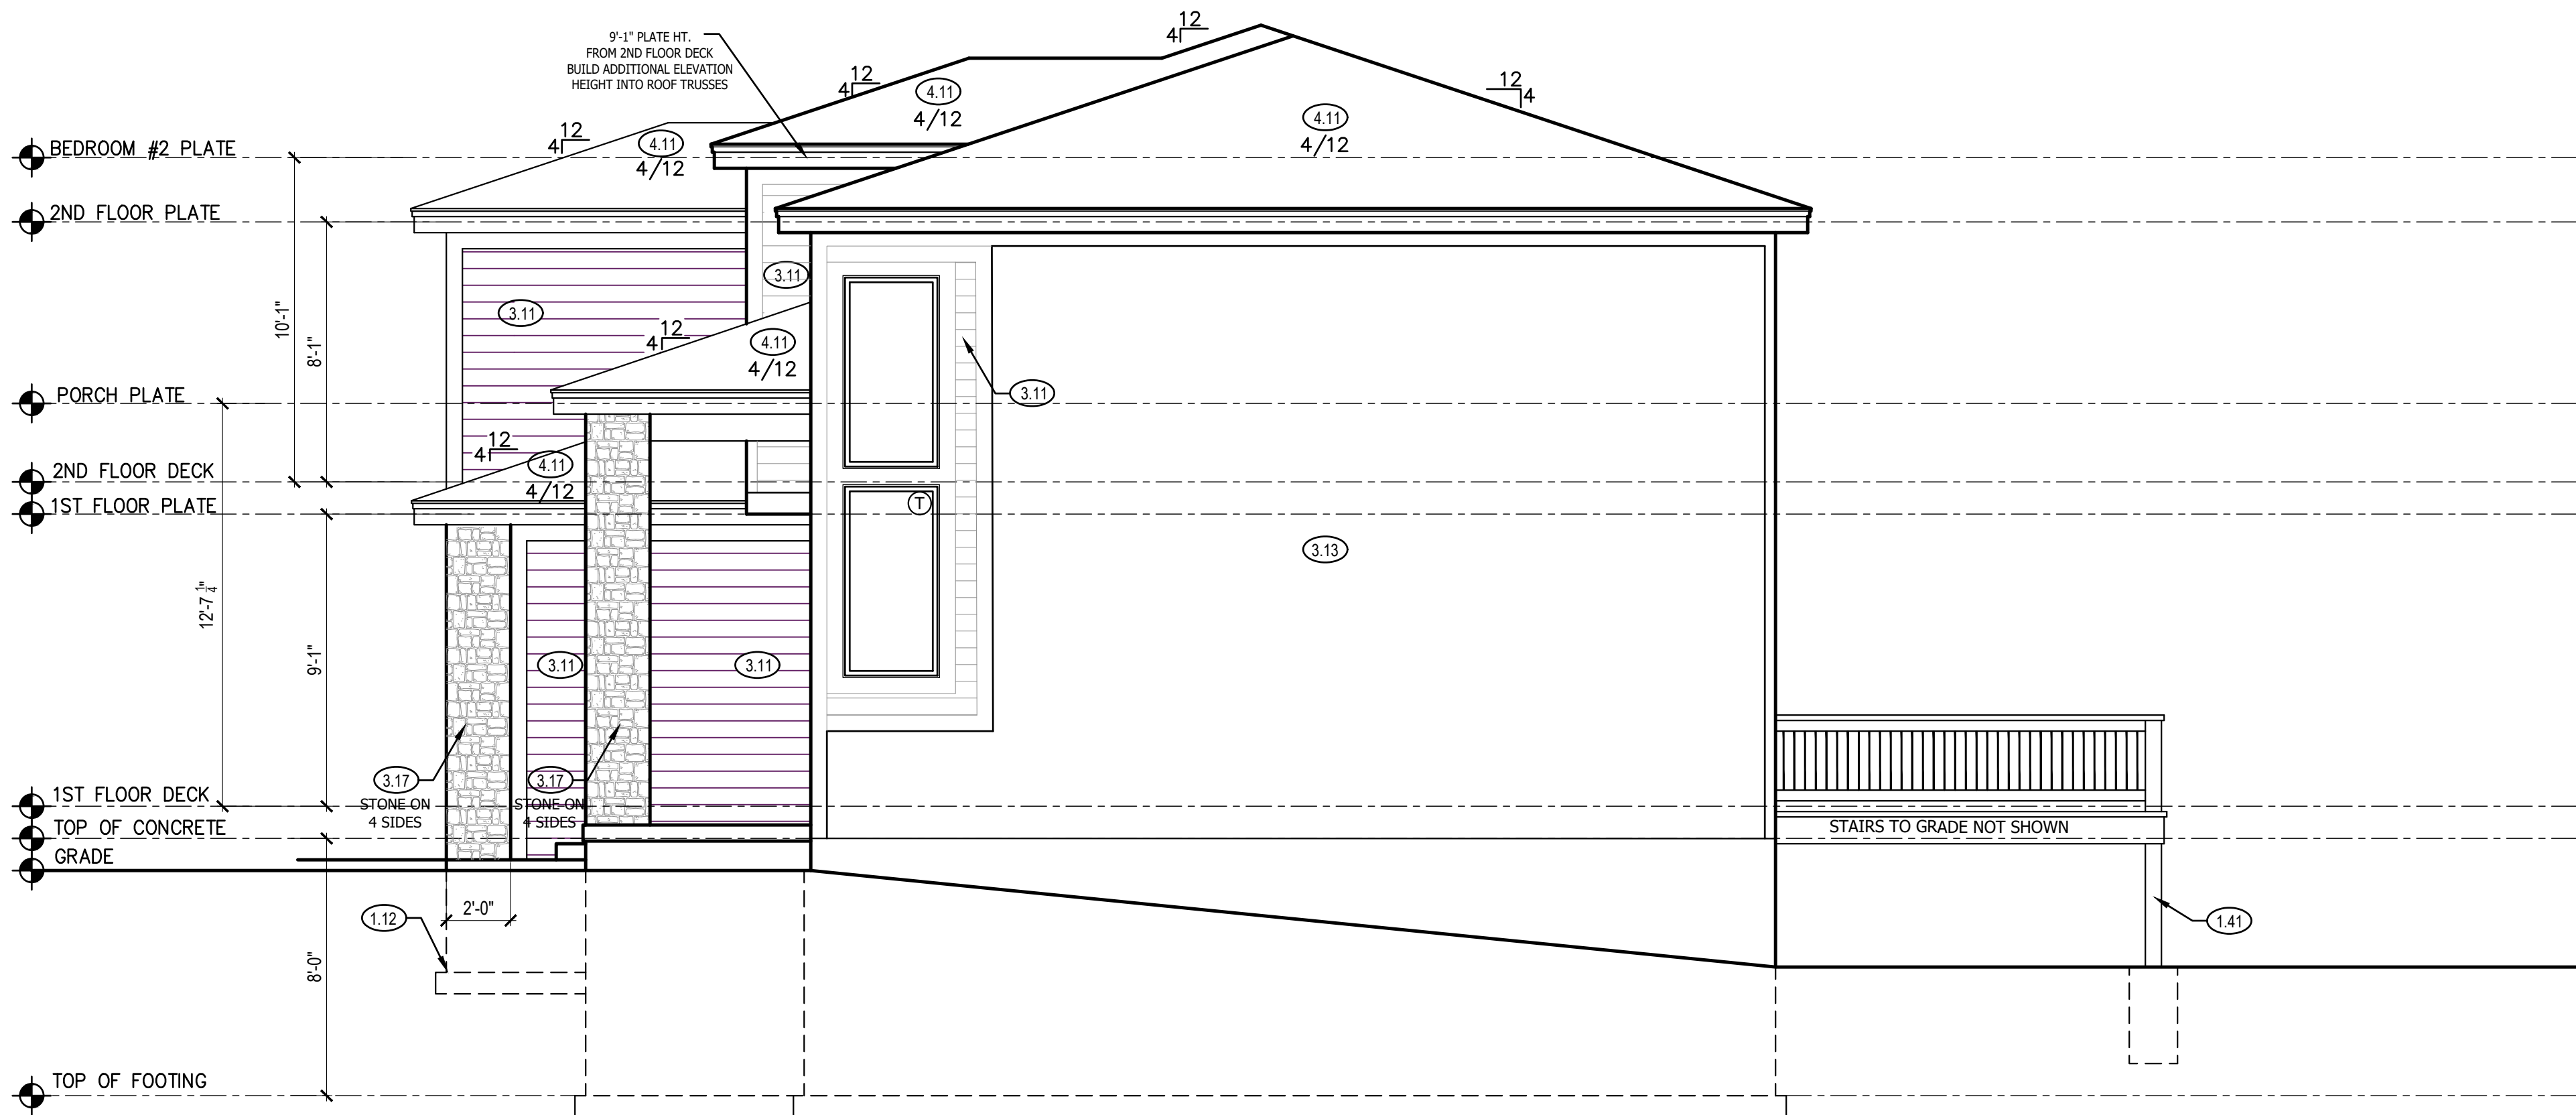 12
4
9'-1" PLATE HT.
FROM 2ND FLOOR DECK
BUILD ADDITIONAL ELEVATION
HEIGHT INTO ROOF TRUSSES
12
4
4.11
4/12
12
4
4.11
4/12
12
4
4.11
4/12
BEDROOM #2 PLATE
2ND FLOOR PLATE
3.11
3.11
10'-1"
8'-1"
12
4
4.11
4/12
3.11
PORCH PLATE
12
4
4.11
4/12
2ND FLOOR DECK
1ST FLOOR PLATE
T
3.13
12'-7 1/4"
9'-1"
3.11
3.11
3.17
STONE ON
4 SIDES
3.17
STONE ON
4 SIDES
1ST FLOOR DECK
TOP OF CONCRETE
STAIRS TO GRADE NOT SHOWN
GRADE
2'-0"
1.12
1.41
8'-0"
TOP OF FOOTING